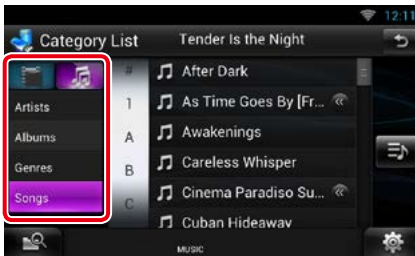 12:11
Category List
Tender Is the Night
Artists
Albums
Genres
Songs
#
1
A
B
C
After Dark
As Time Goes By [Fr...
Awakenings
Careless Whisper
Cinema Paradiso Su...
Cuban Hideaway
MUSIC